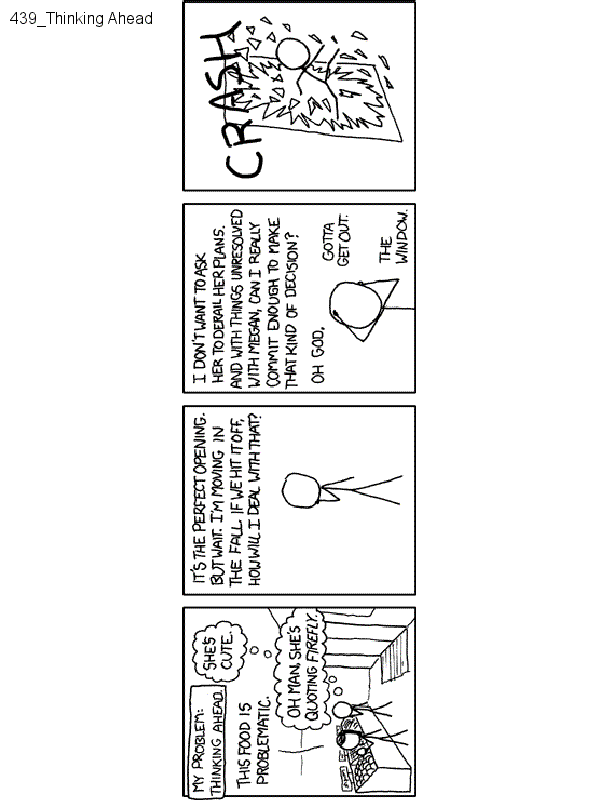 439_Thinking Ahead
MY PROBLEM:
THINKING AHEAD.
SHE'S
CUTE.
THIS FOOD IS
PROBLEMATIC.
OH MAN, SHE'S
QUOTING FIREFLY.
IT'S THE PERFECT OPENING.
BUT WAIT. I'M MOVING IN
THE FALL. IF WE HIT IT OFF,
HOW WILL I DEAL WITH THAT?
I DON'T WANT TO ASK
HER TO DERAIL HER PLANS.
AND WITH THINGS UNRESOLVED
WITH MEGAN, CAN I REALLY
COMMIT ENOUGH TO MAKE
THAT KIND OF DECISION?
OH GOD,
GOTTA
GET OUT.
THE
WINDOW.
CRASH